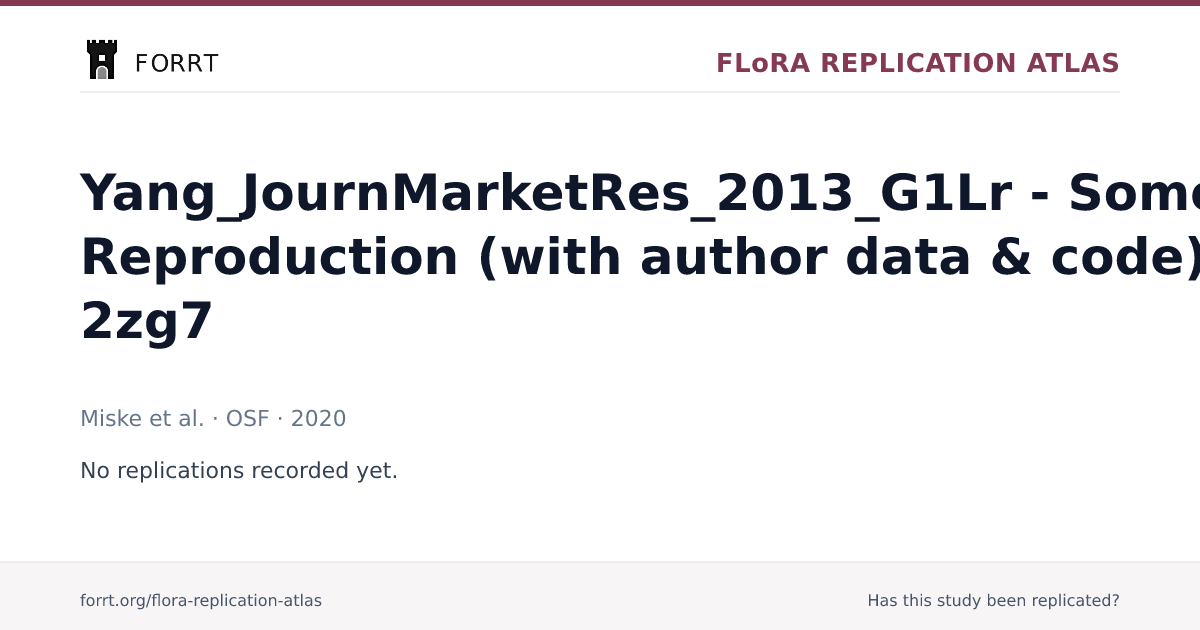 FORRT
FLoRA REPLICATION ATLAS
Yang_JournMarketRes_2013_G1Lr - Some
Reproduction (with author data & code)
2zg7
Miske et al. · OSF · 2020
No replications recorded yet.
forrt.org/flora-replication-atlas
Has this study been replicated?